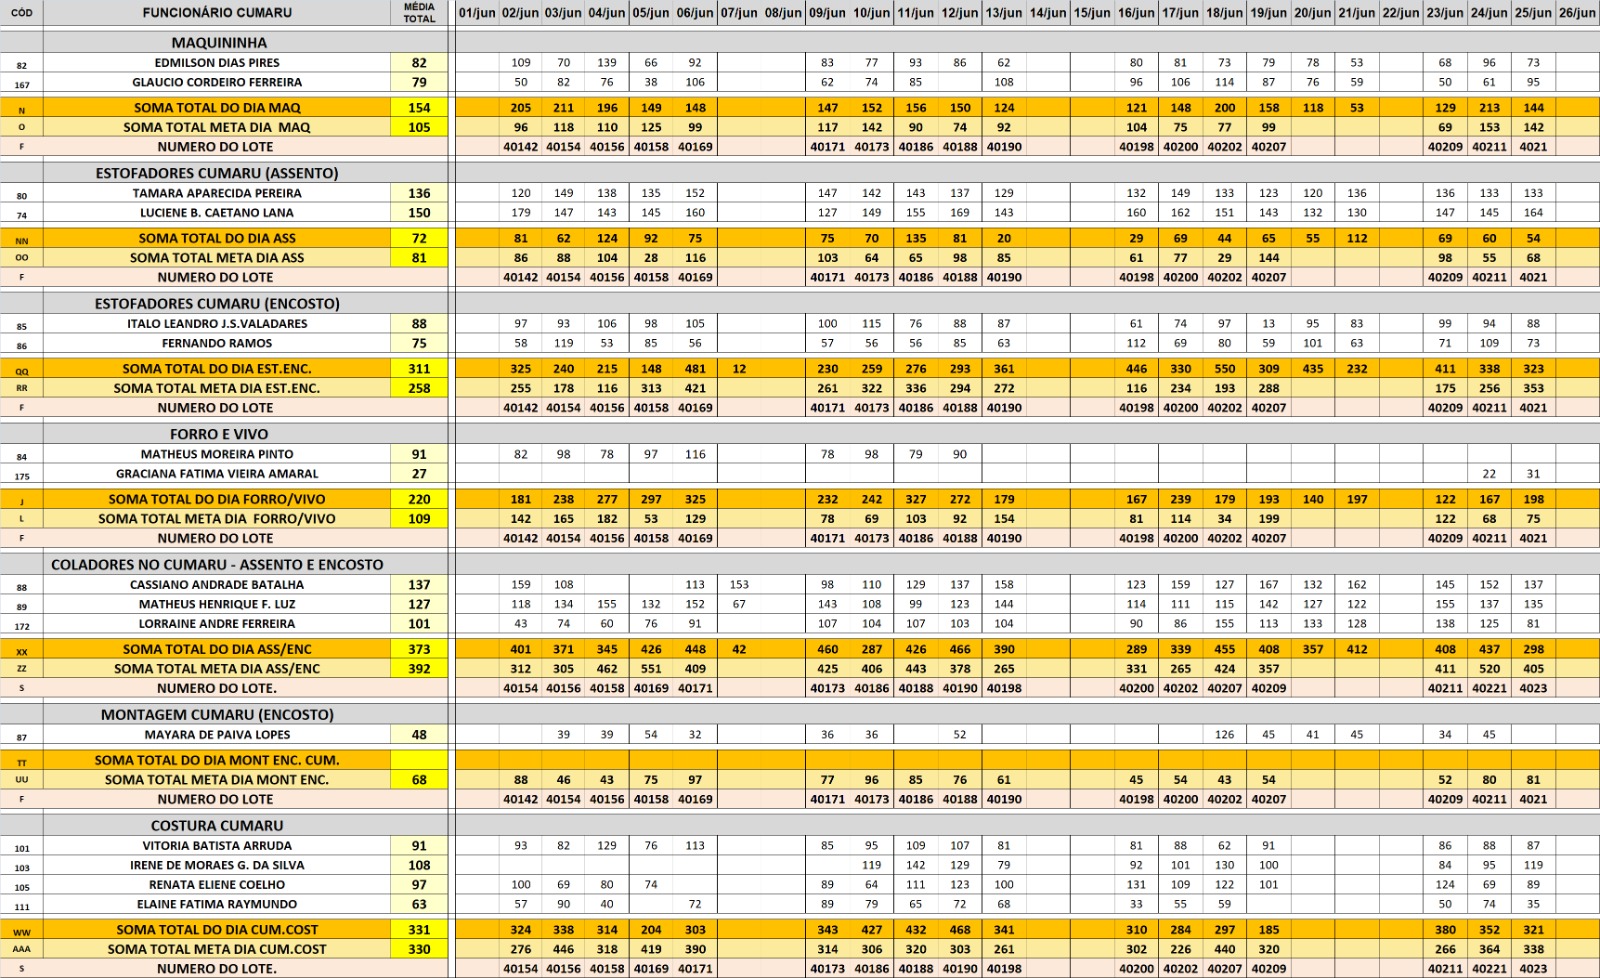 CÓD FUNCIONÁRIO CUMARU MÉDIA TOTAL 01/jun 02/jun 03/jun 04/jun 05/jun 06/jun 07/jun 08/jun 09/jun 10/jun 11/jun 12/jun 13/jun 14/jun 15/jun 16/jun 17/jun 18/jun 19/jun 20/jun 21/jun 22/jun 23/jun 24/jun 25/jun 26/jun
MAQUININHA
82 EDMILSON DIAS PIRES 82 109 70 139 66 92 83 77 93 86 62 80 81 73 79 78 53 68 96 73
167 GLAUCIO CORDEIRO FERREIRA 79 50 82 76 38 106 62 74 85 108 96 106 114 87 76 59 50 61 95
N SOMA TOTAL DO DIA MAQ 154 205 211 196 149 148 147 152 156 150 124 121 148 200 158 118 53 129 213 144
O SOMA TOTAL META DIA MAQ 105 96 118 110 125 99 117 142 90 74 92 104 75 77 99 69 153 142
F NUMERO DO LOTE 40142 40154 40156 40158 40169 40171 40173 40186 40188 40190 40198 40200 40202 40207 40209 40211 4021
ESTOFADORES CUMARU (ASSENTO)
80 TAMARA APARECIDA PEREIRA 136 120 149 138 135 152 147 142 143 137 129 132 149 133 123 120 136 136 133 133
74 LUCIENE B. CAETANO LANA 150 179 147 143 145 160 127 149 155 169 143 160 162 151 143 132 130 147 145 164
NN SOMA TOTAL DO DIA ASS 72 81 62 124 92 75 75 70 135 81 20 29 69 44 65 55 112 69 60 54
OO SOMA TOTAL META DIA ASS 81 86 88 104 28 116 103 64 65 98 85 61 77 29 144 98 55 68
F NUMERO DO LOTE 40142 40154 40156 40158 40169 40171 40173 40186 40188 40190 40198 40200 40202 40207 40209 40211 4021
ESTOFADORES CUMARU (ENCOSTO)
85 ITALO LEANDRO J.S.VALADARES 88 97 93 106 98 105 100 115 76 88 87 61 74 97 13 95 83 99 94 88
86 FERNANDO RAMOS 75 58 119 53 85 56 57 56 56 85 63 112 69 80 59 101 63 71 109 73
QQ SOMA TOTAL DO DIA EST.ENC. 311 325 240 215 148 481 12 230 259 276 293 361 446 330 550 309 435 232 411 338 323
RR SOMA TOTAL META DIA EST.ENC. 258 255 178 116 313 421 261 322 336 294 272 116 234 193 288 175 256 353
F NUMERO DO LOTE 40142 40154 40156 40158 40169 40171 40173 40186 40188 40190 40198 40200 40202 40207 40209 40211 4021
FORRO E VIVO
84 MATHEUS MOREIRA PINTO 91 82 98 78 97 116 78 98 79 90
175 GRACIANA FATIMA VIEIRA AMARAL 27 22 31
J SOMA TOTAL DO DIA FORRO/VIVO 220 181 238 277 297 325 232 242 327 272 179 167 239 179 193 140 197 122 167 198
L SOMA TOTAL META DIA FORRO/VIVO 109 142 165 182 53 129 78 69 103 92 154 81 114 34 199 122 68 75
F NUMERO DO LOTE 40142 40154 40156 40158 40169 40171 40173 40186 40188 40190 40198 40200 40202 40207 40209 40211 4021
COLADORES NO CUMARU - ASSENTO E ENCOSTO
88 CASSIANO ANDRADE BATALHA 137 159 108 113 153 98 110 129 137 158 123 159 127 167 132 162 145 152 137
89 MATHEUS HENRIQUE F. LUZ 127 118 134 155 132 152 67 143 108 99 123 144 114 111 115 142 127 122 155 137 135
172 LORRAINE ANDRE FERREIRA 101 43 74 60 76 91 107 104 107 103 104 90 86 155 113 133 128 138 125 81
XX SOMA TOTAL DO DIA ASS/ENC 373 401 371 345 426 448 42 460 287 426 466 390 289 339 455 408 357 412 408 437 298
ZZ SOMA TOTAL META DIA ASS/ENC 392 312 305 462 551 409 425 406 443 378 265 331 265 424 357 411 520 405
S NUMERO DO LOTE. 40154 40156 40158 40169 40171 40173 40186 40188 40190 40198 40200 40202 40207 40209 40211 40221 4023
MONTAGEM CUMARU (ENCOSTO)
87 MAYARA DE PAIVA LOPES 48 39 39 54 32 36 36 52 126 45 41 45 34 45
TT SOMA TOTAL DO DIA MONT ENC. CUM.
UU SOMA TOTAL META DIA MONT ENC. 68 88 46 43 75 97 77 96 85 76 61 45 54 43 54 52 80 81
F NUMERO DO LOTE 40142 40154 40156 40158 40169 40171 40173 40186 40188 40190 40198 40200 40202 40207 40209 40211 4021
COSTURA CUMARU
101 VITORIA BATISTA ARRUDA 91 93 82 129 76 113 85 95 109 107 81 81 88 62 91 86 88 87
103 IRENE DE MORAES G. DA SILVA 108 119 142 129 79 92 101 130 100 84 95 119
105 RENATA ELIENE COELHO 97 100 69 80 74 89 64 111 123 100 131 109 122 101 124 69 89
111 ELAINE FATIMA RAYMUNDO 63 57 90 40 72 89 79 65 72 68 33 55 59 50 74 35
WW SOMA TOTAL DO DIA CUM.COST 331 324 338 314 204 303 343 427 432 468 341 310 284 297 185 380 352 321
AAA SOMA TOTAL META DIA CUM.COST 330 276 446 318 419 390 314 306 320 303 261 302 226 440 320 266 364 338
S NUMERO DO LOTE. 40154 40156 40158 40169 40171 40173 40186 40188 40190 40198 40200 40202 40207 40209 40211 40221 4023